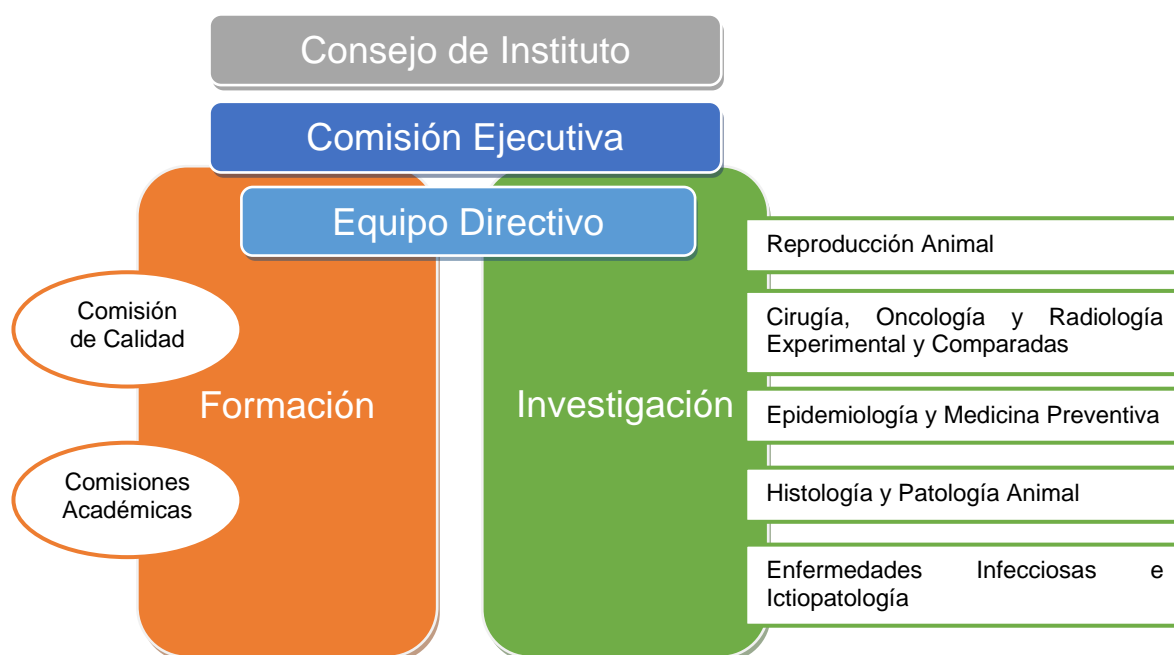 Consejo de Instituto
Comisión Ejecutiva
Equipo Directivo
Comisión
de Calidad
Formación
Comisiones
Académicas
Investigación
Reproducción Animal
Cirugía, Oncología y Radiología
Experimental y Comparadas
Epidemiología y Medicina Preventiva
Histología y Patología Animal
Enfermedades Infecciosas e
Ictiopatología